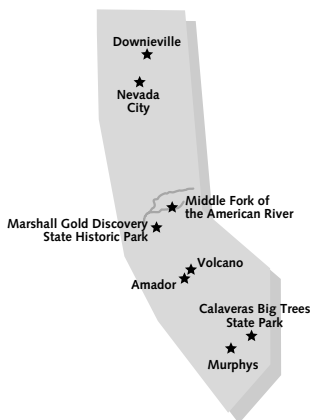 Downieville
Nevada
City
Middle Fork of
the American River
Marshall Gold Discovery
State Historic Park
Volcano
Amador
Calaveras Big Trees
State Park
Murphys